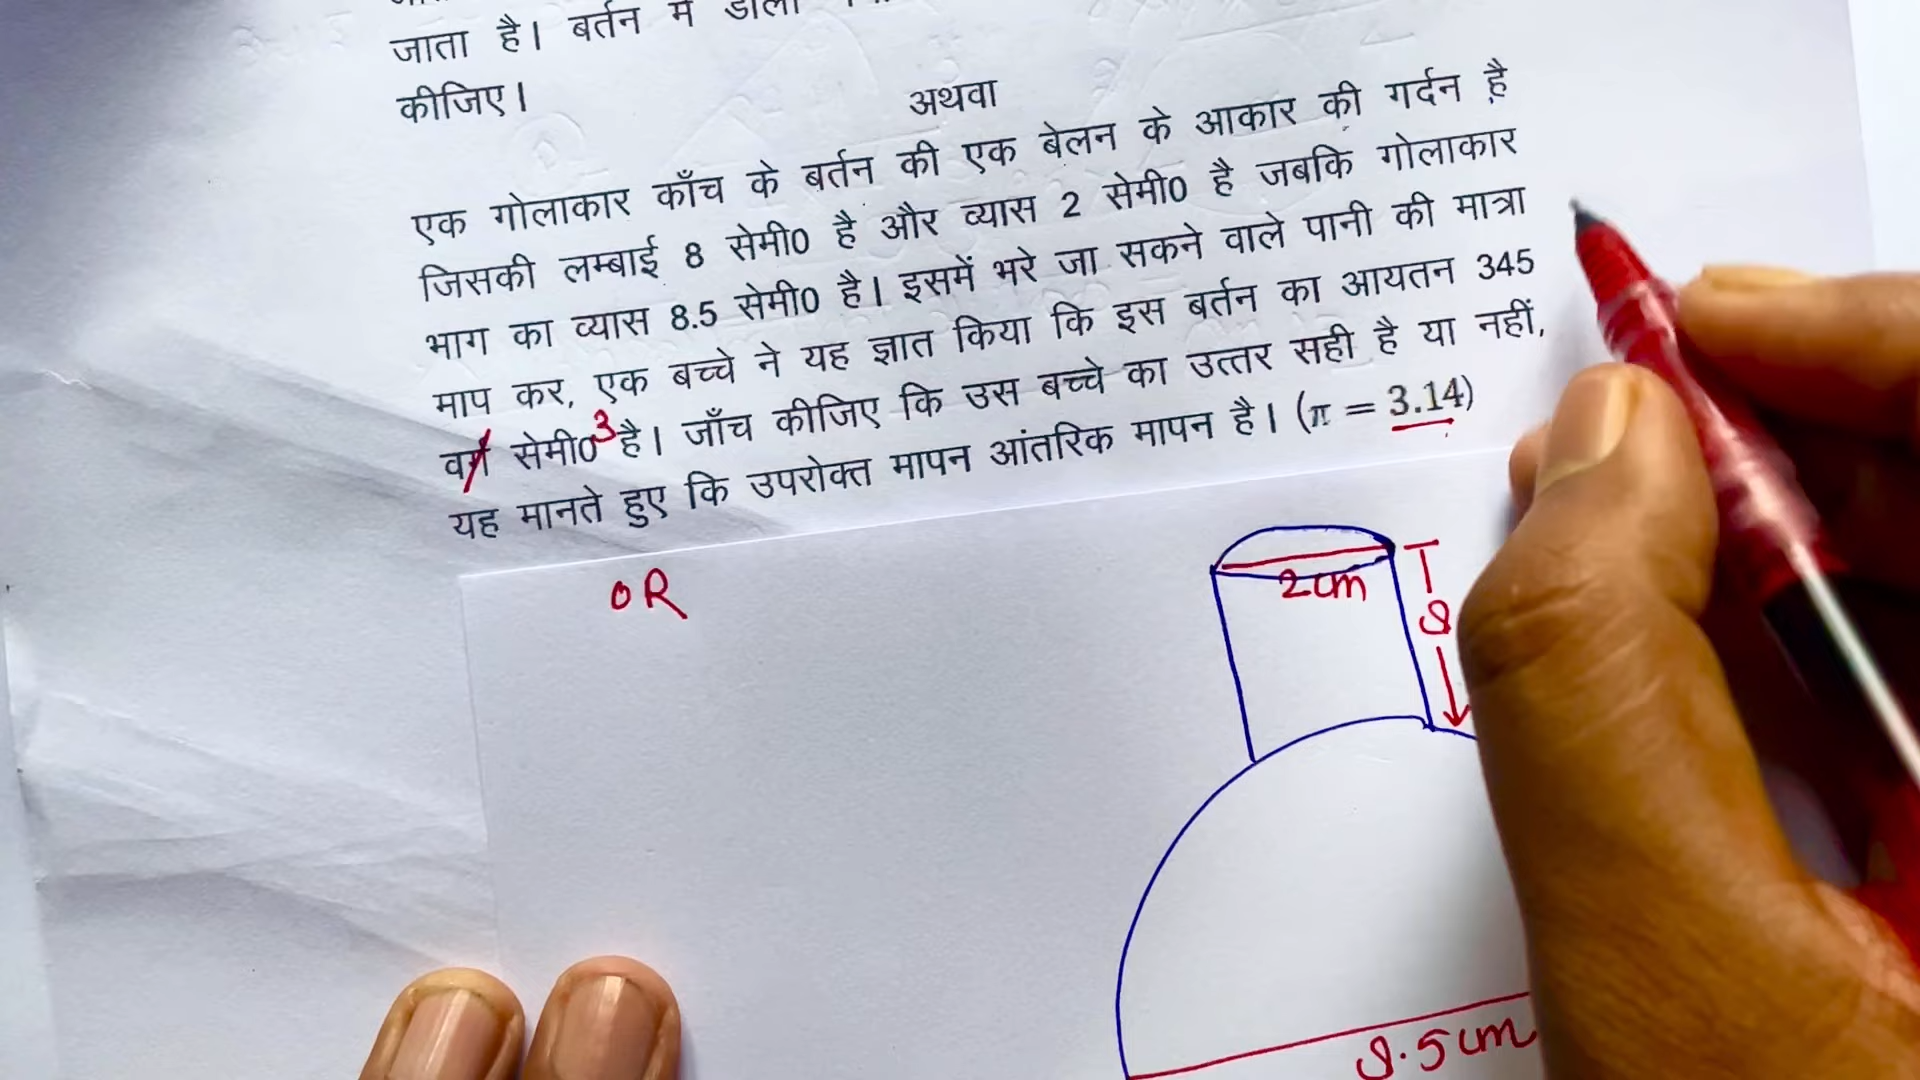 जाता है। बर्तन में डाली
कीजिए।
अथवा
एक गोलाकार काँच के बर्तन की एक बेलन के आकार की गर्दन है
जिसकी लम्बाई 8 सेमी0 है और व्यास 2 सेमी0 है जबकि गोलाकार
भाग का व्यास 8.5 सेमी0 है। इसमें भरे जा सकने वाले पानी की मात्रा
माप कर, एक बच्चे ने यह ज्ञात किया कि इस बर्तन का आयतन 345
वर्ग सेमी0³ है। जाँच कीजिए कि उस बच्चे का उत्तर सही है या नहीं,
यह मानते हुए कि उपरोक्त मापन आंतरिक मापन है। (π = 3.14)
OR
2cm
8
8.5cm